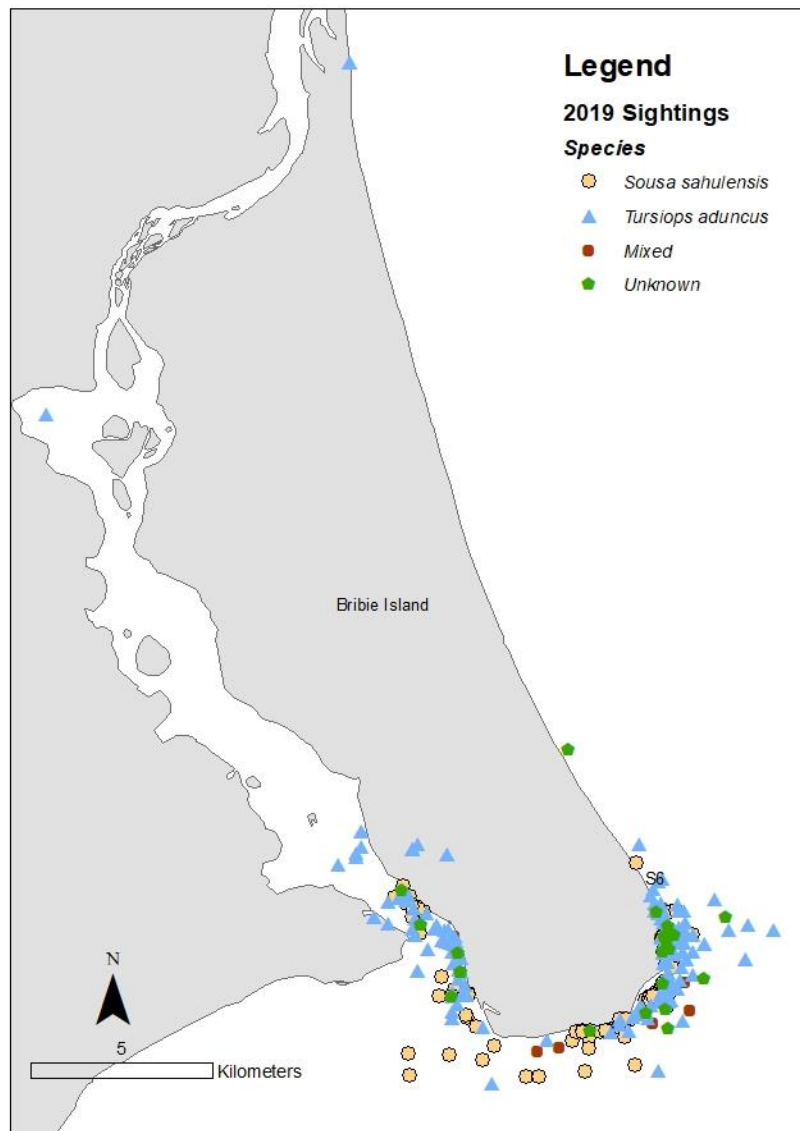 Legend
2019 Sightings
Species
Sousa sahulensis
Tursiops aduncus
Mixed
Unknown
Bribie Island
S6
N
5
Kilometers